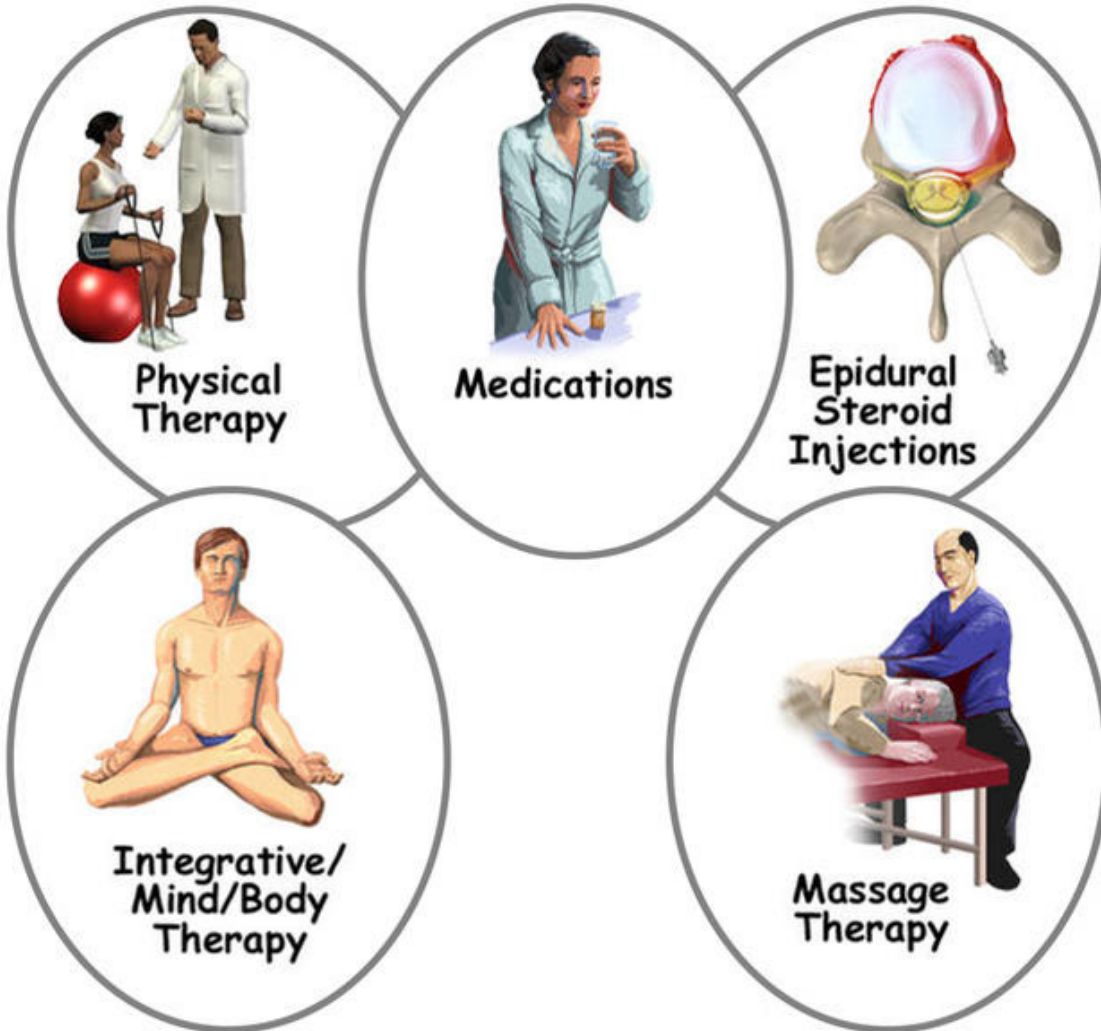 Physical
Therapy
Medications
Epidural
Steroid
Injections
Integrative/
Mind/Body
Therapy
Massage
Therapy